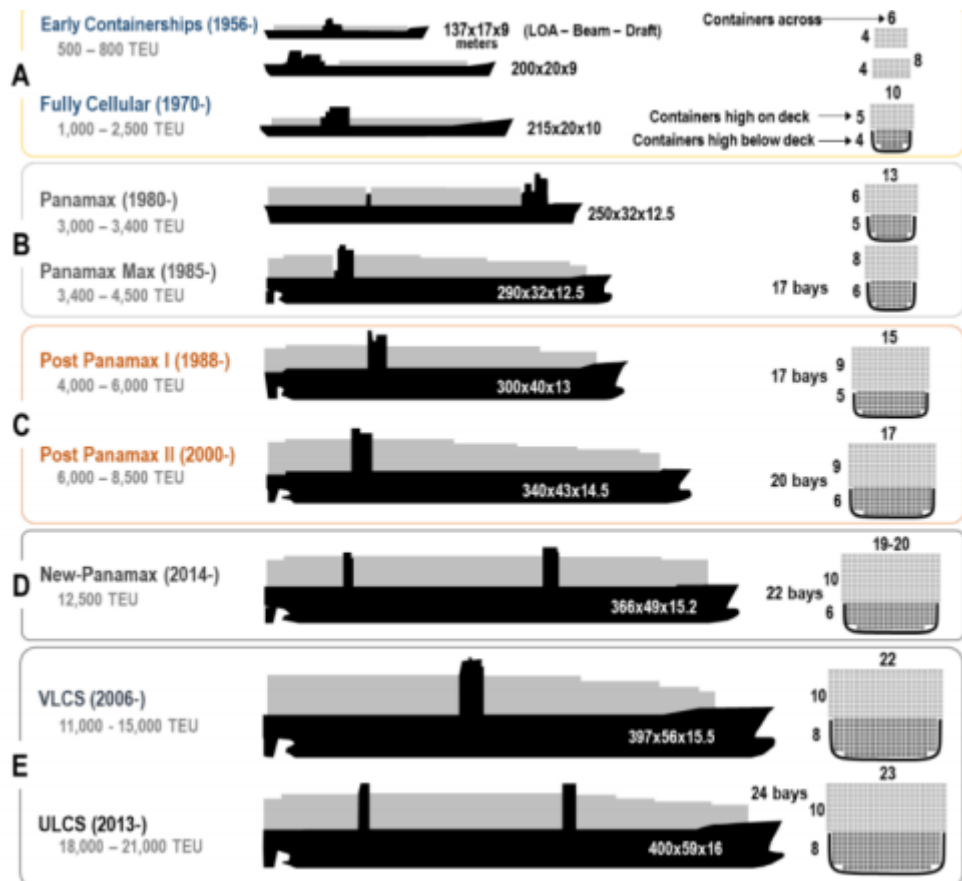 Early Containerships (1956-)
500 – 800 TEU
137x17x9 (LOA – Beam – Draft)
meters
200x20x9
Containers across 6
4
4 8
A
Fully Cellular (1970-)
1,000 – 2,500 TEU
215x20x10
10
Containers high on deck 5
Containers high below deck 4
B
Panamax (1980-)
3,000 – 3,400 TEU
250x32x12.5
13
6
5
Panamax Max (1985-)
3,400 – 4,500 TEU
290x32x12.5
17 bays
8
6
C
Post Panamax I (1988-)
4,000 – 6,000 TEU
300x40x13
17 bays
15
9
5
Post Panamax II (2000-)
6,000 – 8,500 TEU
340x43x14.5
20 bays
17
9
6
D
New-Panamax (2014-)
12,500 TEU
366x49x15.2
22 bays
19-20
10
6
E
VLCS (2006-)
11,000 - 15,000 TEU
397x56x15.5
22
10
8
ULCS (2013-)
18,000 – 21,000 TEU
400x59x16
24 bays
23
10
8